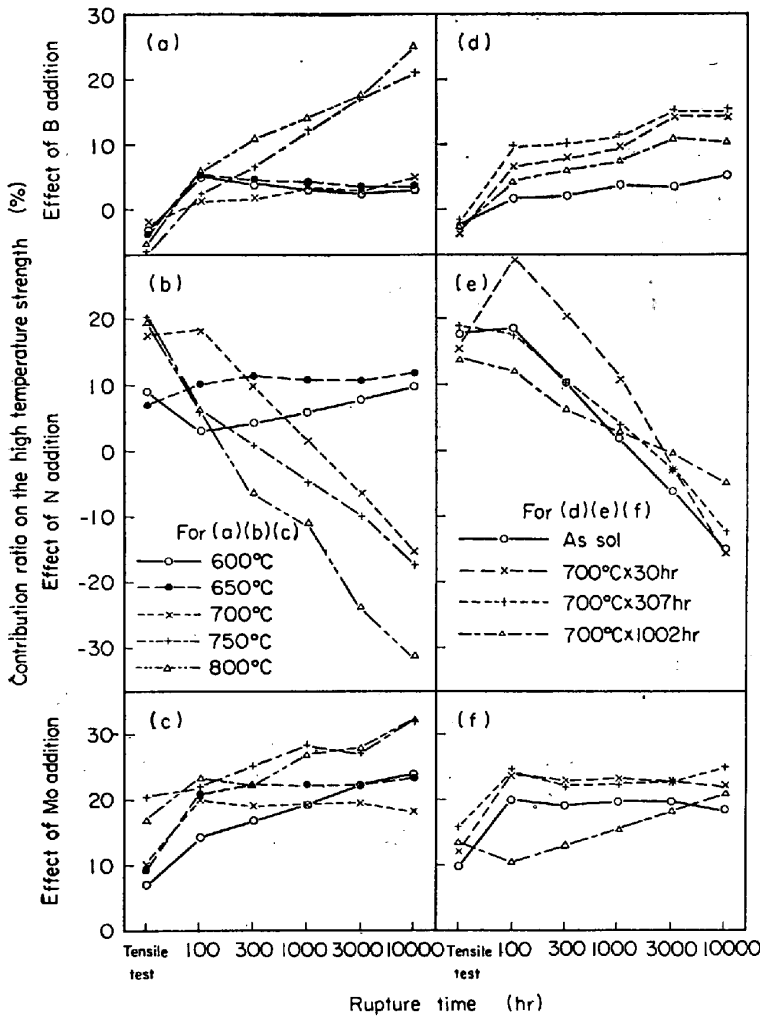 Contribution ratio on the high temperature strength (%)
Effect of B addition
30
20
10
0
(a)
(d)
Effect of N addition
20
10
0
-10
-20
-30
(b)
(e)
For (a)(b)(c)
600°C
650°C
700°C
750°C
800°C
For (d)(e)(f)
As sol
700°Cx30hr
700°Cx307hr
700°Cx1002hr
Effect of Mo addition
30
20
10
0
(c)
(f)
Tensile test 100 300 1000 3000 10000
Tensile test 100 300 1000 3000 10000
Rupture time (hr)